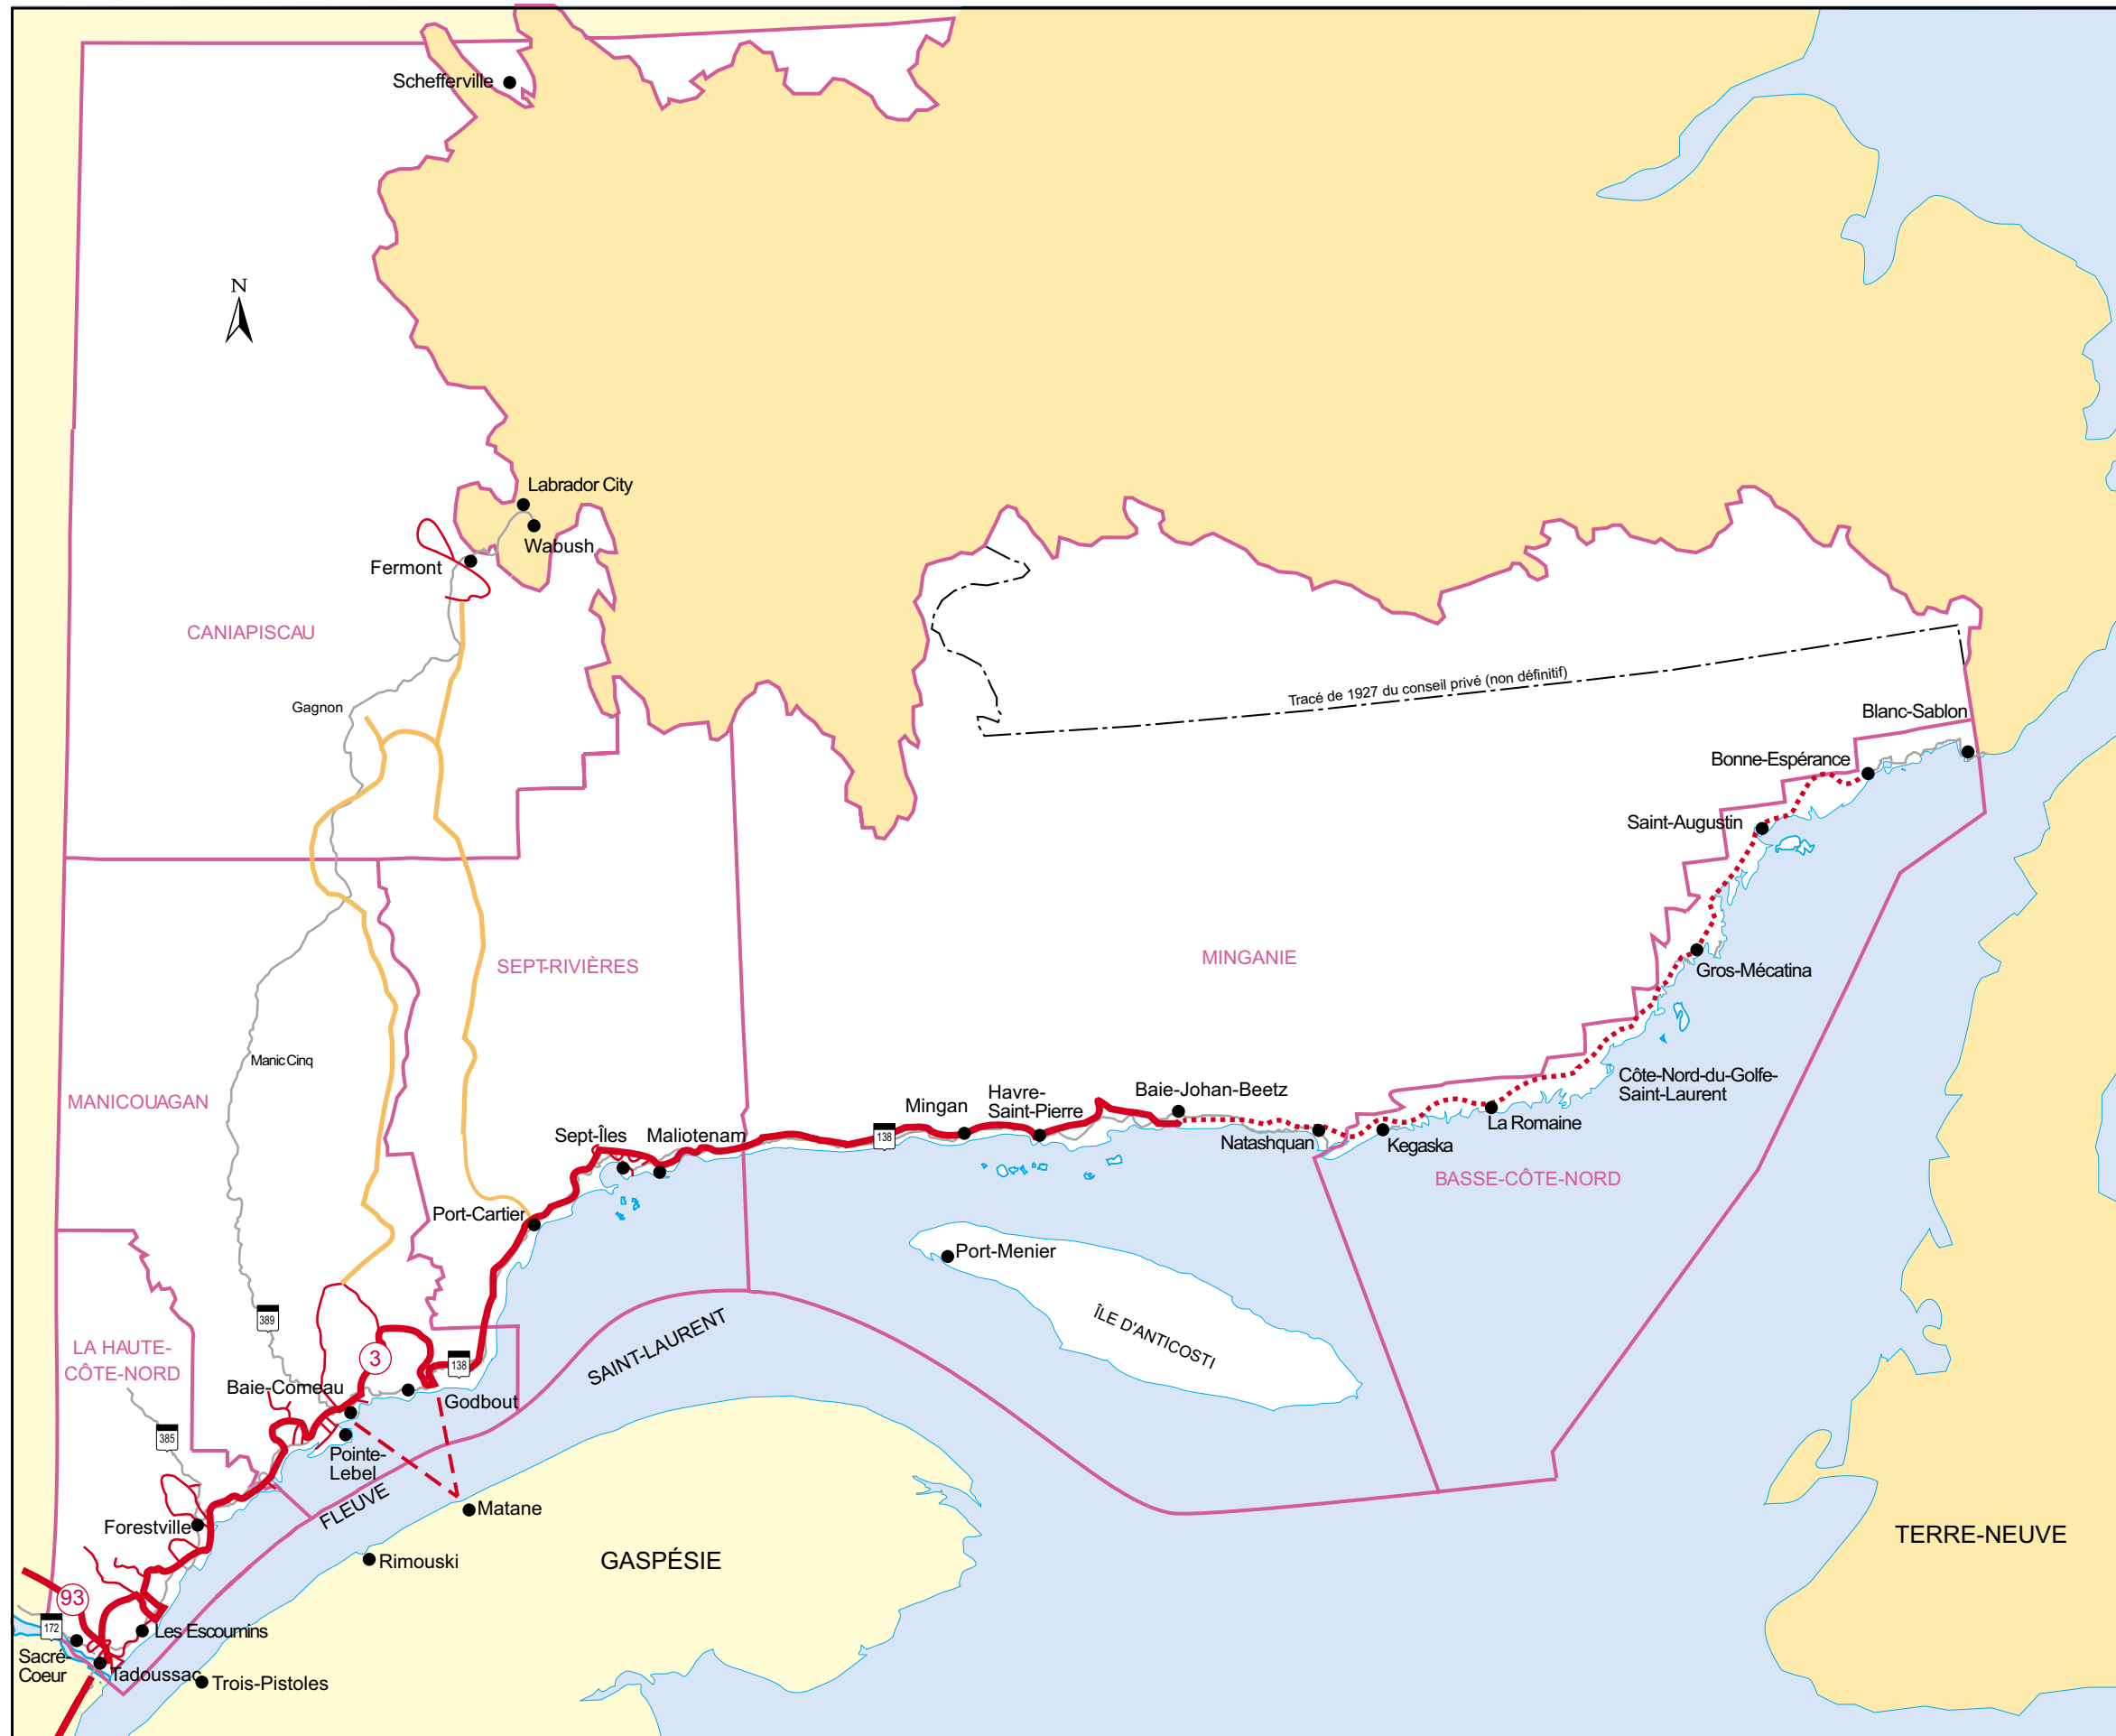 Schefferville
N
Labrador City
Wabush
Fermont
CANIAPISCAU
Gagnon
Tracé de 1927 du conseil privé (non définitif)
Blanc-Sablon
Bonne-Espérance
Saint-Augustin
SEPT-RIVIÈRES
MINGANIE
Gros-Mécatina
Manic Cinq
MANICOUAGAN
Côte-Nord-du-Golfe-
Saint-Laurent
Baie-Johan-Beetz
Havre-
Saint-Pierre
Mingan
138
Sept-Îles
Maliotenam
La Romaine
Natashquan
Kegaska
BASSE-CÔTE-NORD
Port-Cartier
Port-Menier
ÎLE D'ANTICOSTI
389
LA HAUTE-
CÔTE-NORD
3
138
SAINT-LAURENT
Baie-Comeau
Godbout
385
Pointe-
Lebel
FLEUVE
Matane
Forestville
Rimouski
GASPÉSIE
TERRE-NEUVE
93
172
Les Escoumins
Sacré-
Coeur
Tadoussac
Trois-Pistoles